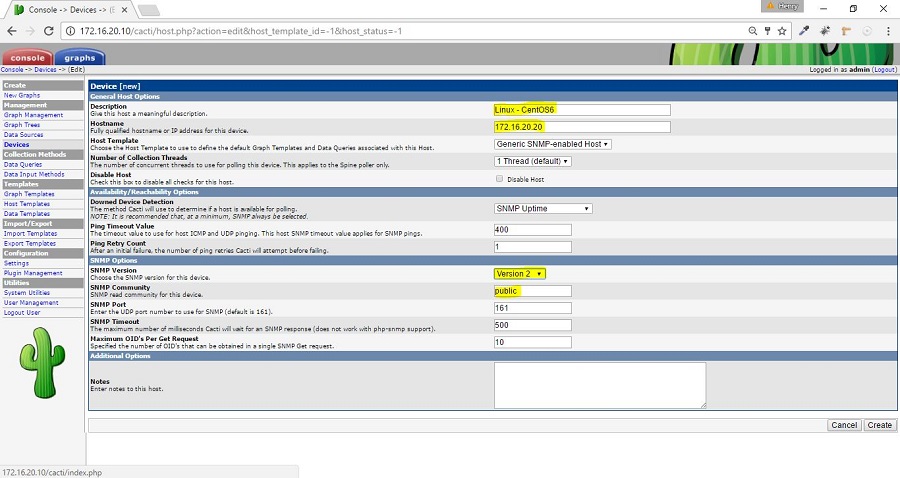 Console -> Devices -> (E
Henry
172.16.20.10/cacti/host.php?action=edit&host_template_id=-1&host_status=-1
console graphs
Console -> Devices -> (Edit) Logged in as admin (Logout)
Create
New Graphs
Management
Graph Management
Graph Trees
Data Sources
Devices
Collection Methods
Data Queries
Data Input Methods
Templates
Graph Templates
Host Templates
Data Templates
Import/Export
Import Templates
Export Templates
Configuration
Settings
Plugin Management
Utilities
System Utilities
User Management
Logout User
Device [new]
General Host Options
Description
Give this host a meaningful description.
Linux - CentOS6
Hostname
Fully qualified hostname or IP address for this device.
172.16.20.20
Host Template
Choose the Host Template to use to define the default Graph Templates and Data Queries associated with this Host.
Generic SNMP-enabled Host
Number of Collection Threads
The number of concurrent threads to use for polling this device. This applies to the Spine poller only.
1 Thread (default)
Disable Host
Check this box to disable all checks for this host.
Disable Host
Availability/Reachability Options
Downed Device Detection
The method Cacti will use to determine if a host is available for polling.
NOTE: It is recommended that, at a minimum, SNMP always be selected.
SNMP Uptime
Ping Timeout Value
The timeout value to use for host ICMP and UDP pinging. This host SNMP timeout value applies for SNMP pings.
400
Ping Retry Count
After an initial failure, the number of ping retries Cacti will attempt before failing.
1
SNMP Options
SNMP Version
Choose the SNMP version for this device.
Version 2
SNMP Community
SNMP read community for this device.
public
SNMP Port
Enter the UDP port number to use for SNMP (default is 161).
161
SNMP Timeout
The maximum number of milliseconds Cacti will wait for an SNMP response (does not work with php-snmp support).
500
Maximum OID's Per Get Request
Specified the number of OID's that can be obtained in a single SNMP Get request.
10
Additional Options
Notes
Enter notes to this host.
Cancel Create
172.16.20.10/cacti/index.php